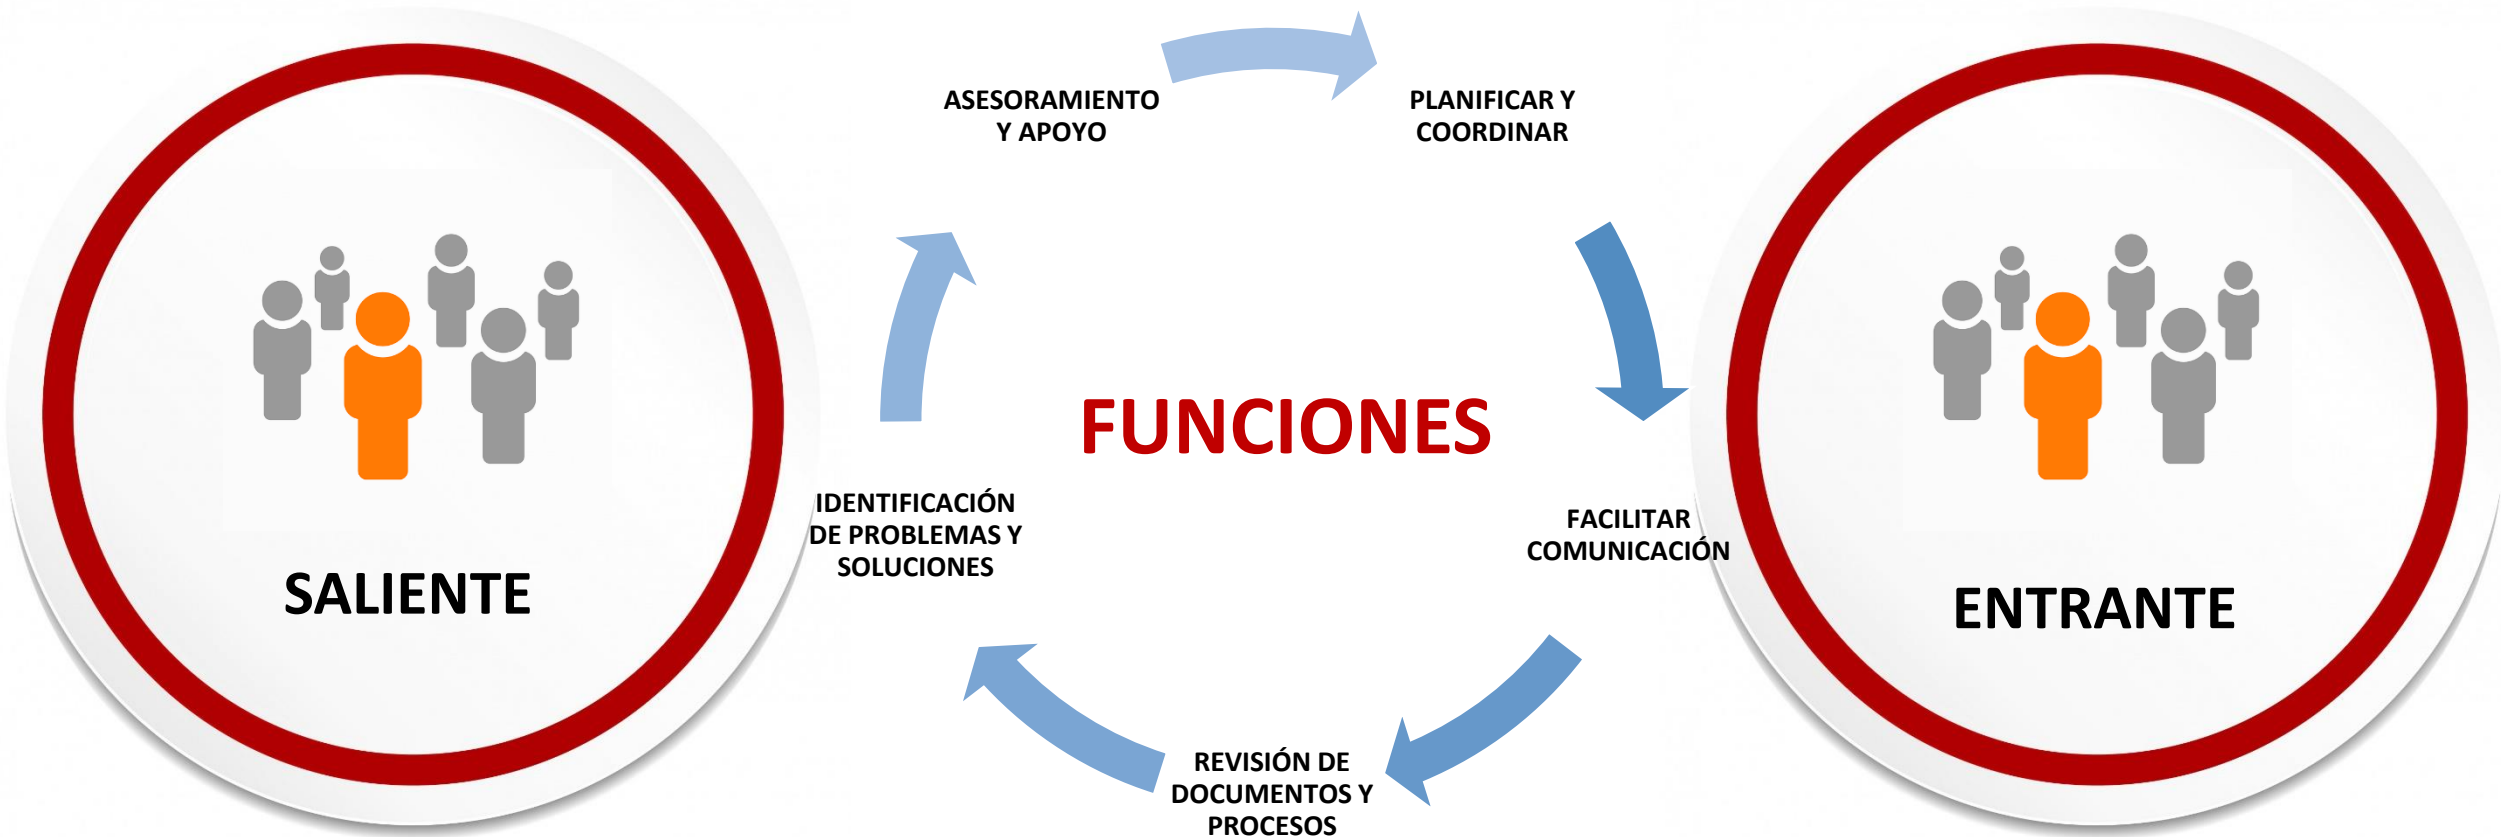 ASESORAMIENTO
Y APOYO
PLANIFICAR Y
COORDINAR
FUNCIONES
IDENTIFICACIÓN
DE PROBLEMAS Y
SOLUCIONES
FACILITAR
COMUNICACIÓN
SALIENTE
ENTRANTE
REVISIÓN DE
DOCUMENTOS Y
PROCESOS